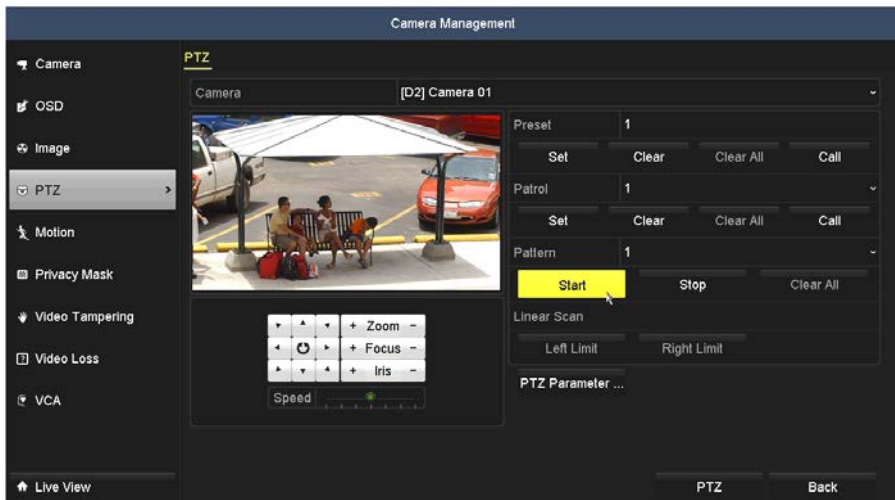 Camera Management
Camera
OSD
Image
PTZ
Motion
Privacy Mask
Video Tampering
Video Loss
VCA
Live View
PTZ
Camera [D2] Camera 01
Preset 1
Set Clear Clear All Call
Patrol 1
Set Clear Clear All Call
Pattern 1
Start Stop Clear All
Linear Scan
Left Limit Right Limit
PTZ Parameter ...
+ Zoom -
+ Focus -
+ Iris -
Speed
PTZ Back